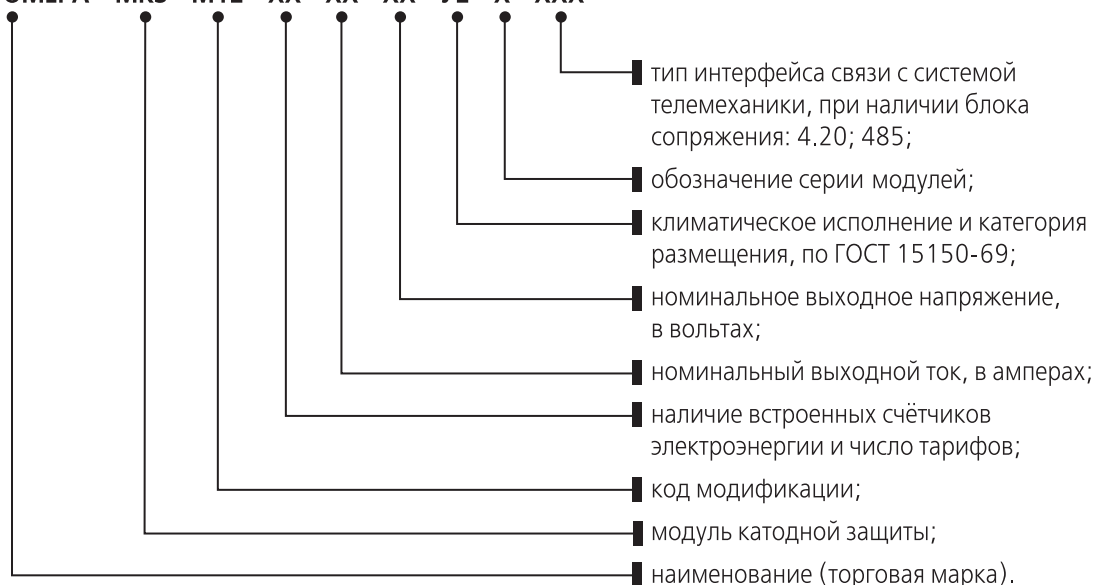 тип интерфейса связи с системой
телемеханики, при наличии блока
сопряжения: 4.20; 485;
обозначение серии модулей;
климатическое исполнение и категория
размещения, по ГОСТ 15150-69;
номинальное выходное напряжение,
в вольтах;
номинальный выходной ток, в амперах;
наличие встроенных счётчиков
электроэнергии и число тарифов;
код модификации;
модуль катодной защиты;
наименование (торговая марка).